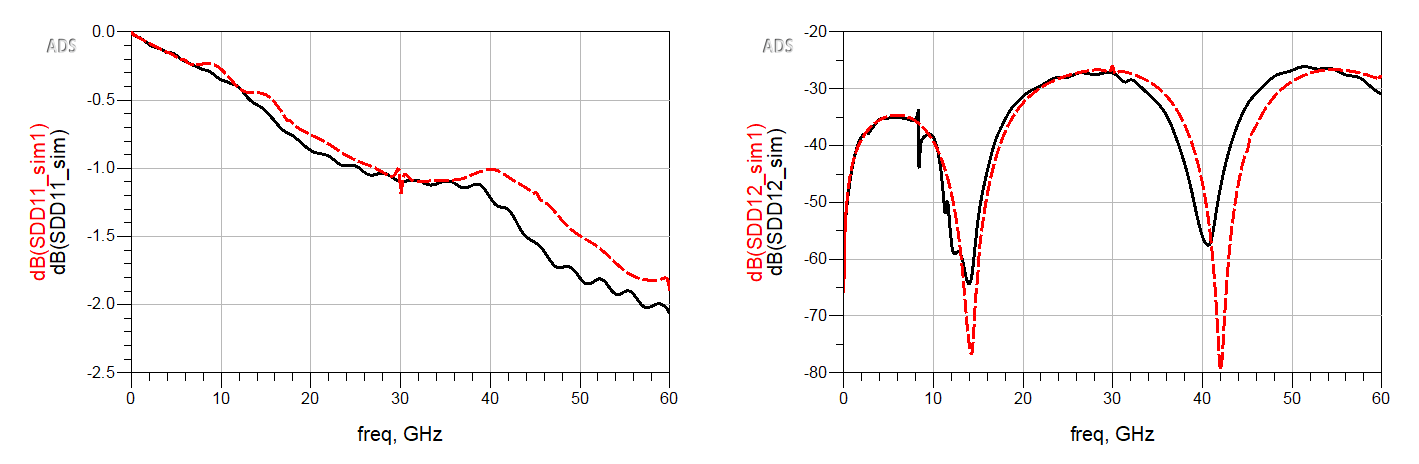 ADS
dB(SDD11_sim1)
dB(SDD11_sim)
0.0
-0.5
-1.0
-1.5
-2.0
-2.5
0 10 20 30 40 50 60
freq, GHz
ADS
dB(SDD12_sim1)
dB(SDD12_sim)
-20
-30
-40
-50
-60
-70
-80
0 10 20 30 40 50 60
freq, GHz